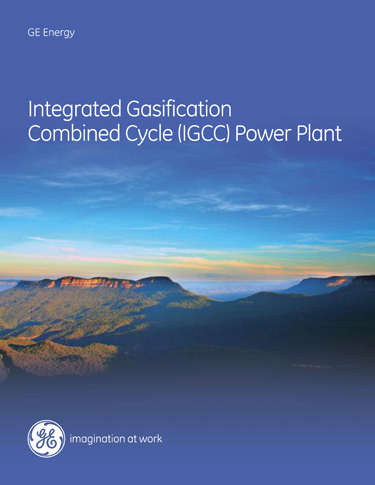 GE Energy
Integrated Gasification
Combined Cycle (IGCC) Power Plant
GE
imagination at work